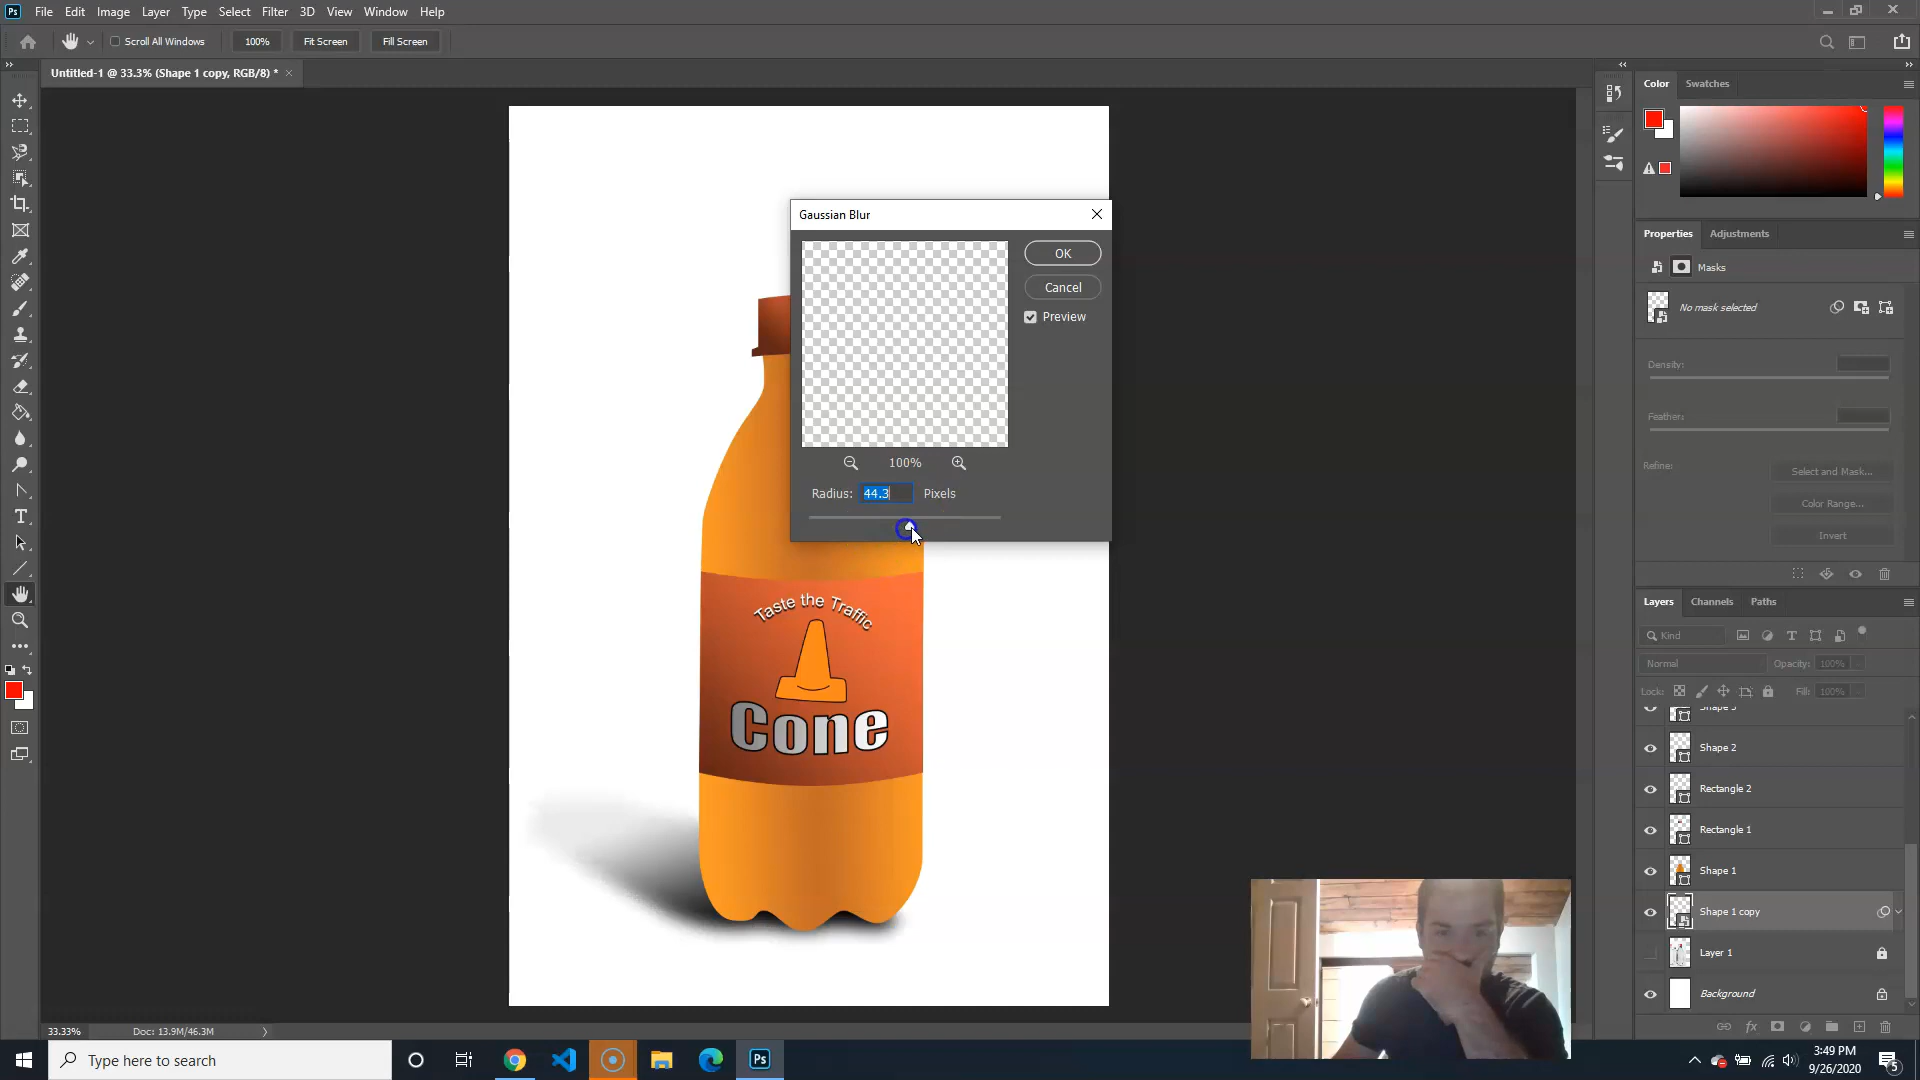 Ps File Edit Image Layer Type Select Filter 3D View Window Help
Scroll All Windows 100% Fit Screen Fill Screen
Untitled-1 @ 33.3% (Shape 1 copy, RGB/8) *
Color Swatches
Gaussian Blur
OK
Cancel
Preview
100%
Radius: 44.3 Pixels
Taste the Traffic
Cone
Properties Adjustments
Masks
No mask selected
Density:
Feather:
Refine: Select and Mask...
Color Range...
Invert
Layers Channels Paths
Kind
Normal Opacity: 100%
Lock: Fill: 100%
Shape 3
Shape 2
Rectangle 2
Rectangle 1
Shape 1
Shape 1 copy
Layer 1
Background
33.33% Doc: 13.9M/46.3M
Type here to search
Ps
3:49 PM
9/26/2020
5